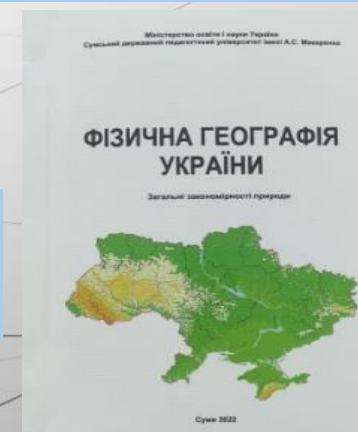 Міністерство освіти і науки України
Сумський державний педагогічний університет імені А.С. Макаренка
ФІЗИЧНА ГЕОГРАФІЯ
УКРАЇНИ
Загальні закономірності природи
Суми 2022